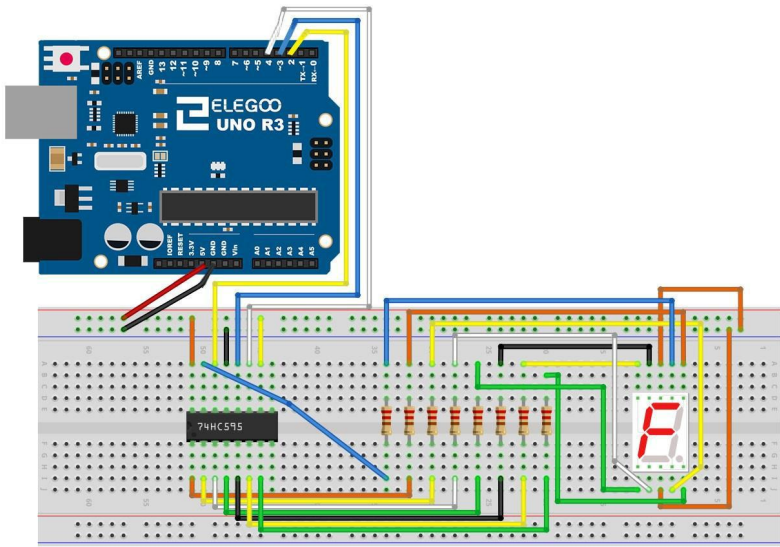 AREF
GND
13
12
~11
~10
~9
8
7
~6
~5
4
~3
2
TX→1
RX←0
ELEGOO
UNO R3
IOREF
RESET
3.3V
5V
GND
GND
Vin
A0
A1
A2
A3
A4
A5
74HC595